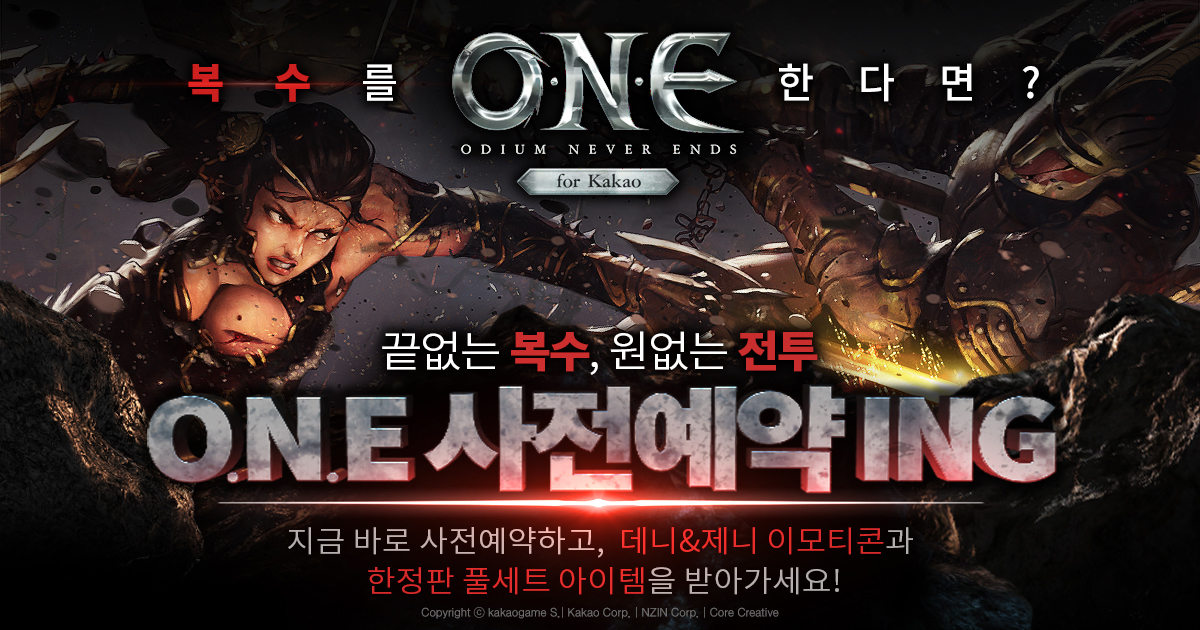 복수를 O·N·E 한다면?
ODIUM NEVER ENDS
for Kakao
끝없는 복수, 원없는 전투
O.N.E 사전예약 ING
지금 바로 사전예약하고, 데니&제니 이모티콘과
한정판 풀세트 아이템을 받아가세요!
Copyright ⓒ kakaogame S. | Kakao Corp. | NZIN Corp. | Core Creative